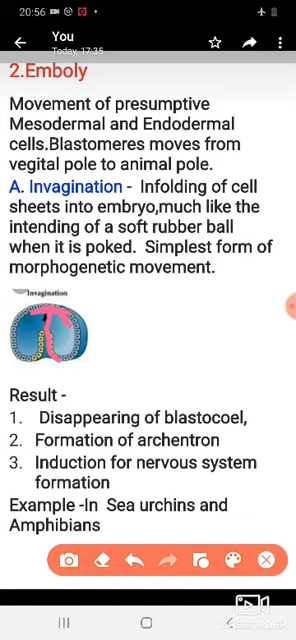 20:56
You
Today, 17:35
2.Emboly
Movement of presumptive
Mesodermal and Endodermal
cells.Blastomeres moves from
vegital pole to animal pole.
A. Invagination - Infolding of cell
sheets into embryo,much like the
intending of a soft rubber ball
when it is poked. Simplest form of
morphogenetic movement.
Invagination
Result -
1. Disappearing of blastocoel,
2. Formation of archentron
3. Induction for nervous system
formation
Example -In Sea urchins and
Amphibians